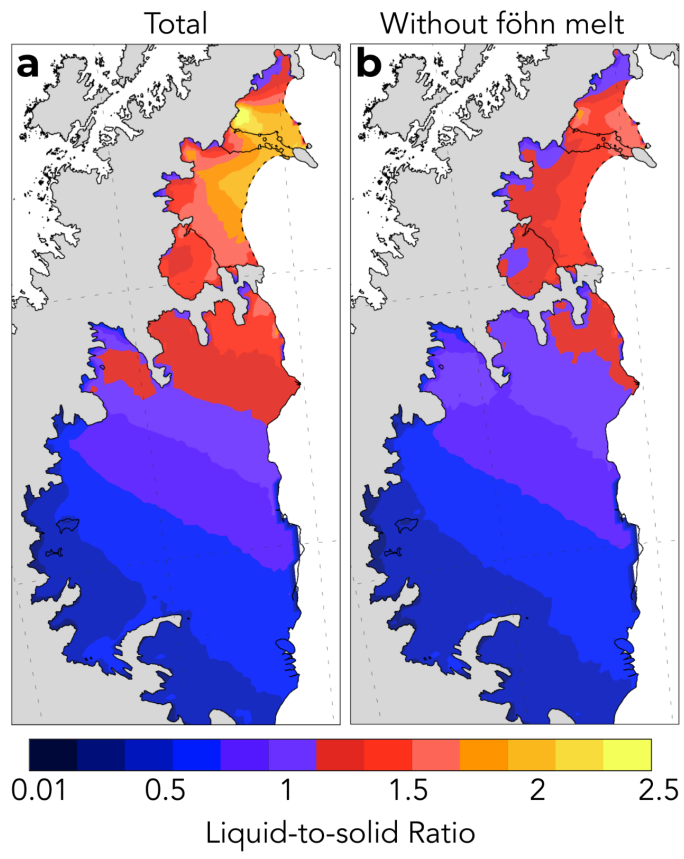 Total
Without föhn melt
a
b
0.01 0.5 1 1.5 2 2.5
Liquid-to-solid Ratio